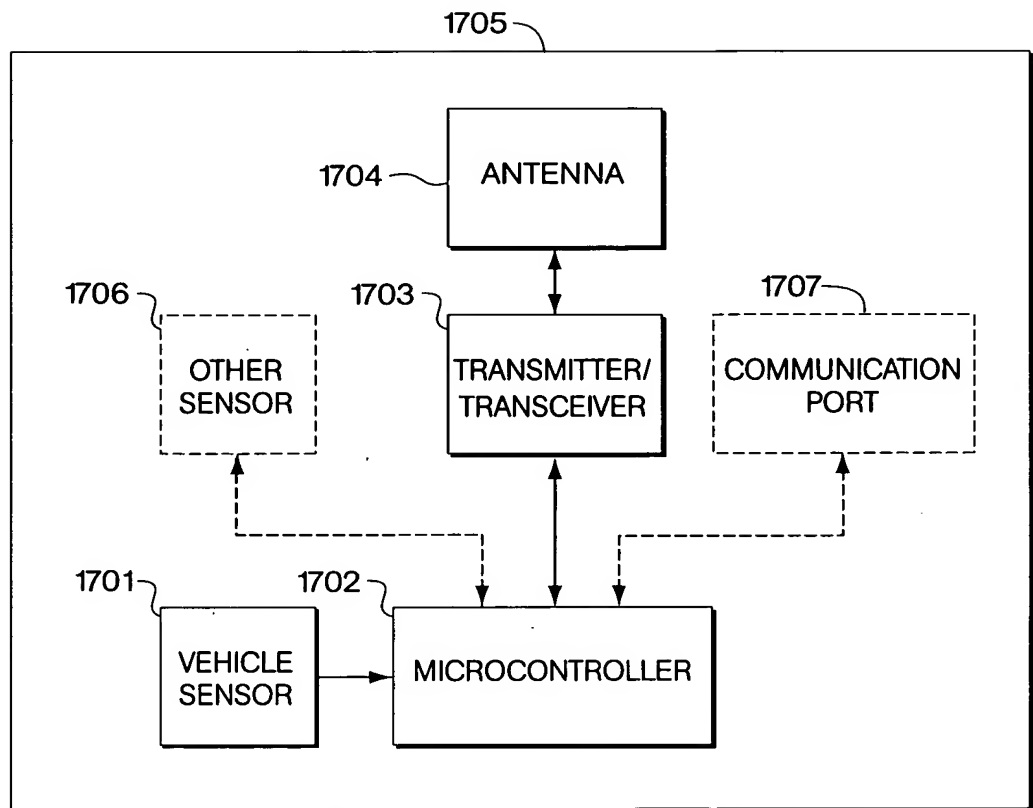 1705
1704
ANTENNA
1706
1703
1707
OTHER
SENSOR
TRANSMITTER/
TRANSCEIVER
COMMUNICATION
PORT
1701
1702
VEHICLE
SENSOR
MICROCONTROLLER